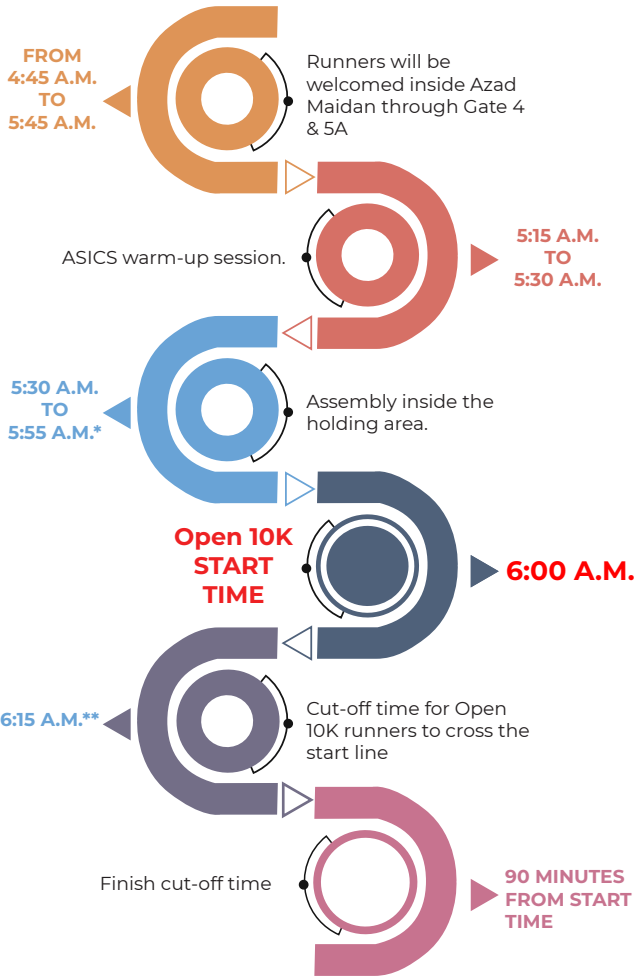 FROM
4:45 A.M.
TO
5:45 A.M.
Runners will be
welcomed inside Azad
Maidan through Gate 4
& 5A
ASICS warm-up session.
5:15 A.M.
TO
5:30 A.M.
5:30 A.M.
TO
5:55 A.M.*
Assembly inside the
holding area.
Open 10K
START
TIME
6:00 A.M.
6:15 A.M.**
Cut-off time for Open
10K runners to cross the
start line
Finish cut-off time
90 MINUTES
FROM START
TIME